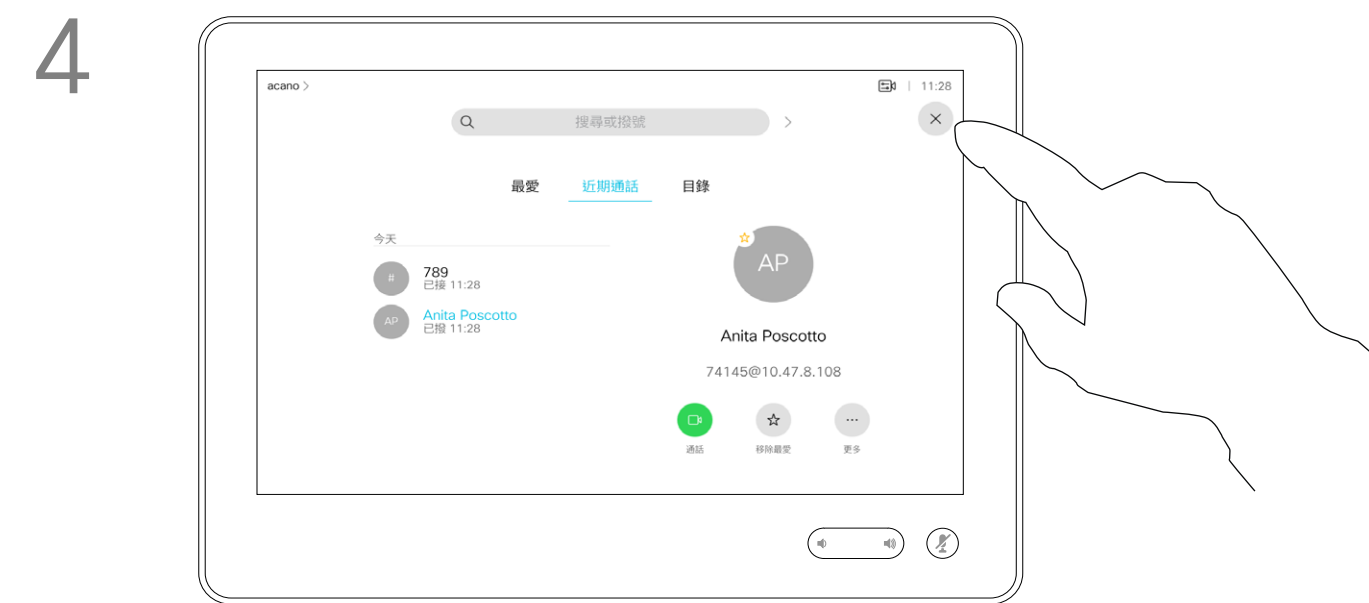 4
acano >
11:28
搜尋或撥號
最愛 近期通話 目錄
今天
#
789
已接 11:28
AP
Anita Poscotto
已撥 11:28
AP
Anita Poscotto
74145@10.47.8.108
通話 移除最愛 更多